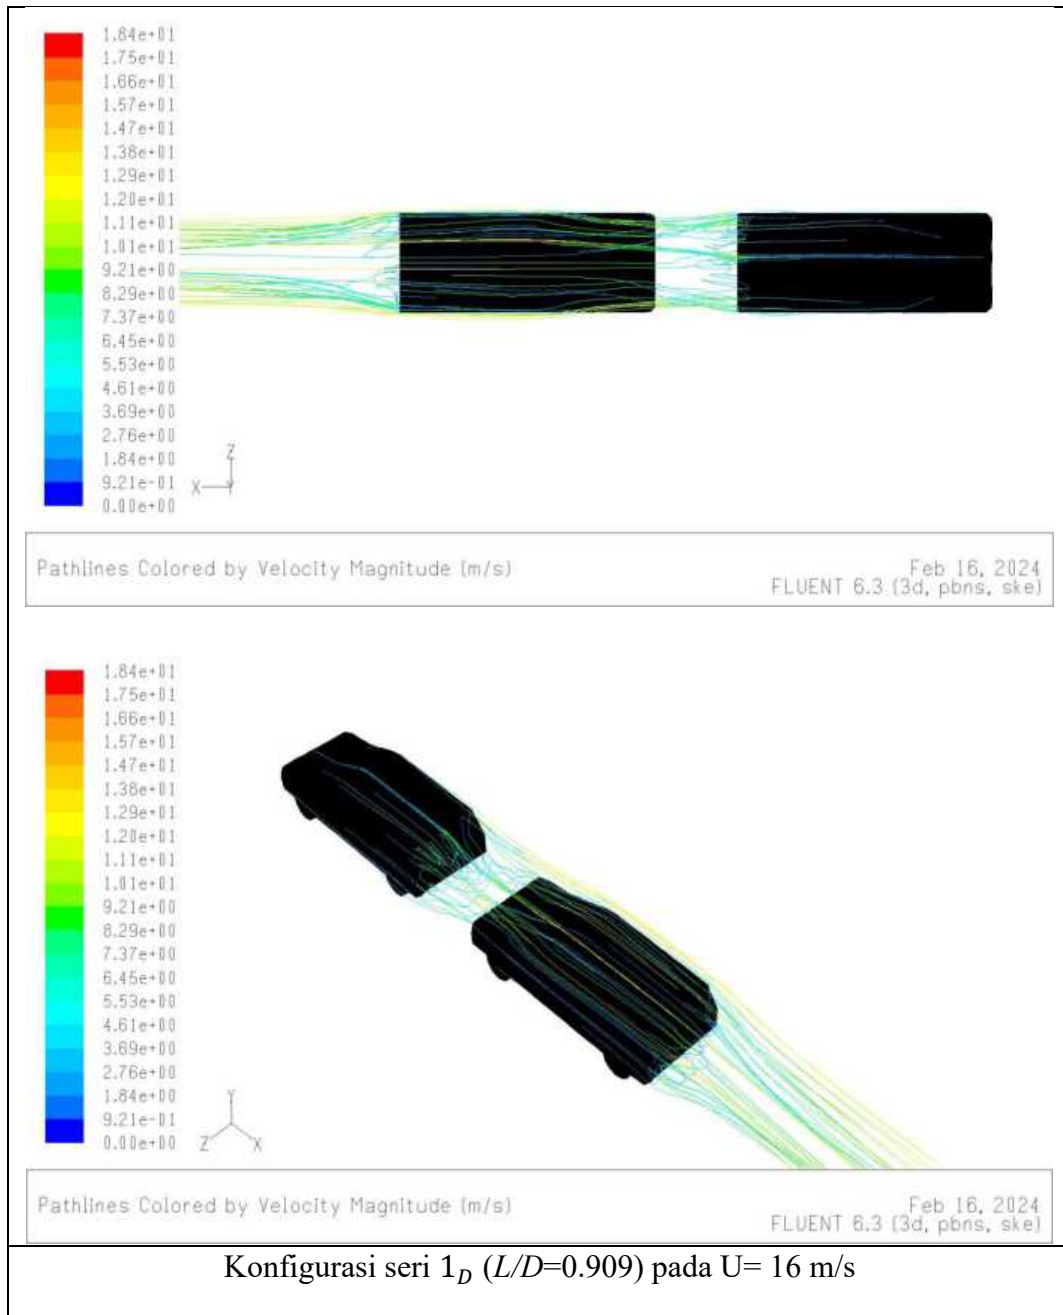 1.84e+01
1.75e+01
1.66e+01
1.57e+01
1.47e+01
1.38e+01
1.29e+01
1.20e+01
1.11e+01
1.01e+01
9.21e+00
8.29e+00
7.37e+00
6.45e+00
5.53e+00
4.61e+00
3.69e+00
2.76e+00
1.84e+00
9.21e-01
0.00e+00
Z
X
Y
Pathlines Colored by Velocity Magnitude (m/s)
Feb 16, 2024
FLUENT 6.3 (3d, pbns, ske)
1.84e+01
1.75e+01
1.66e+01
1.57e+01
1.47e+01
1.38e+01
1.29e+01
1.20e+01
1.11e+01
1.01e+01
9.21e+00
8.29e+00
7.37e+00
6.45e+00
5.53e+00
4.61e+00
3.69e+00
2.76e+00
1.84e+00
9.21e-01
0.00e+00
Y
Z
X
Pathlines Colored by Velocity Magnitude (m/s)
Feb 16, 2024
FLUENT 6.3 (3d, pbns, ske)
Konfigurasi seri 1_D (L/D=0.909) pada U= 16 m/s